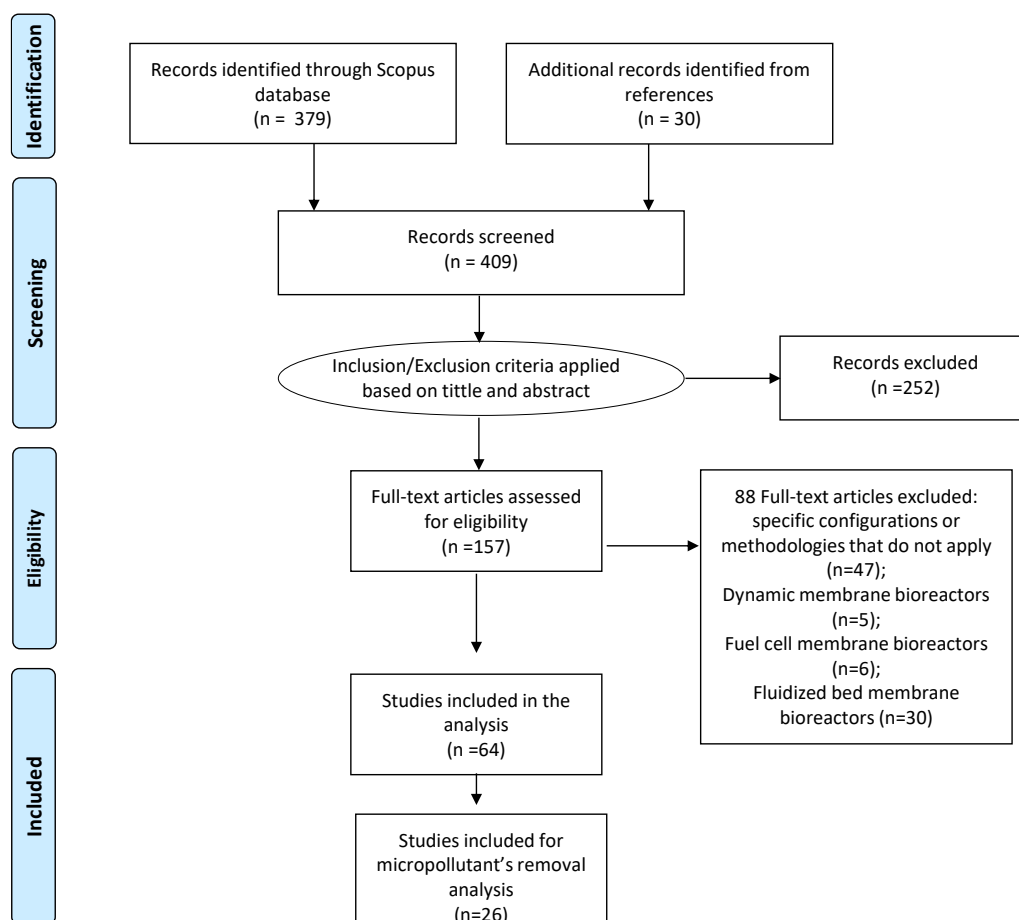 Identification
Records identified through Scopus
database
(n =  379)
Additional records identified from
references
(n = 30)
Screening
Records screened
(n = 409)
Inclusion/Exclusion criteria applied
based on tittle and abstract
Records excluded
(n =252)
Eligibility
Full-text articles assessed
for eligibility
(n =157)
88 Full-text articles excluded:
specific configurations or
methodologies that do not apply
(n=47);
Dynamic membrane bioreactors
(n=5);
Fuel cell membrane bioreactors
(n=6);
Fluidized bed membrane
bioreactors (n=30)
Included
Studies included in the
analysis
(n =64)
Studies included for
micropollutant’s removal
analysis
(n=26)